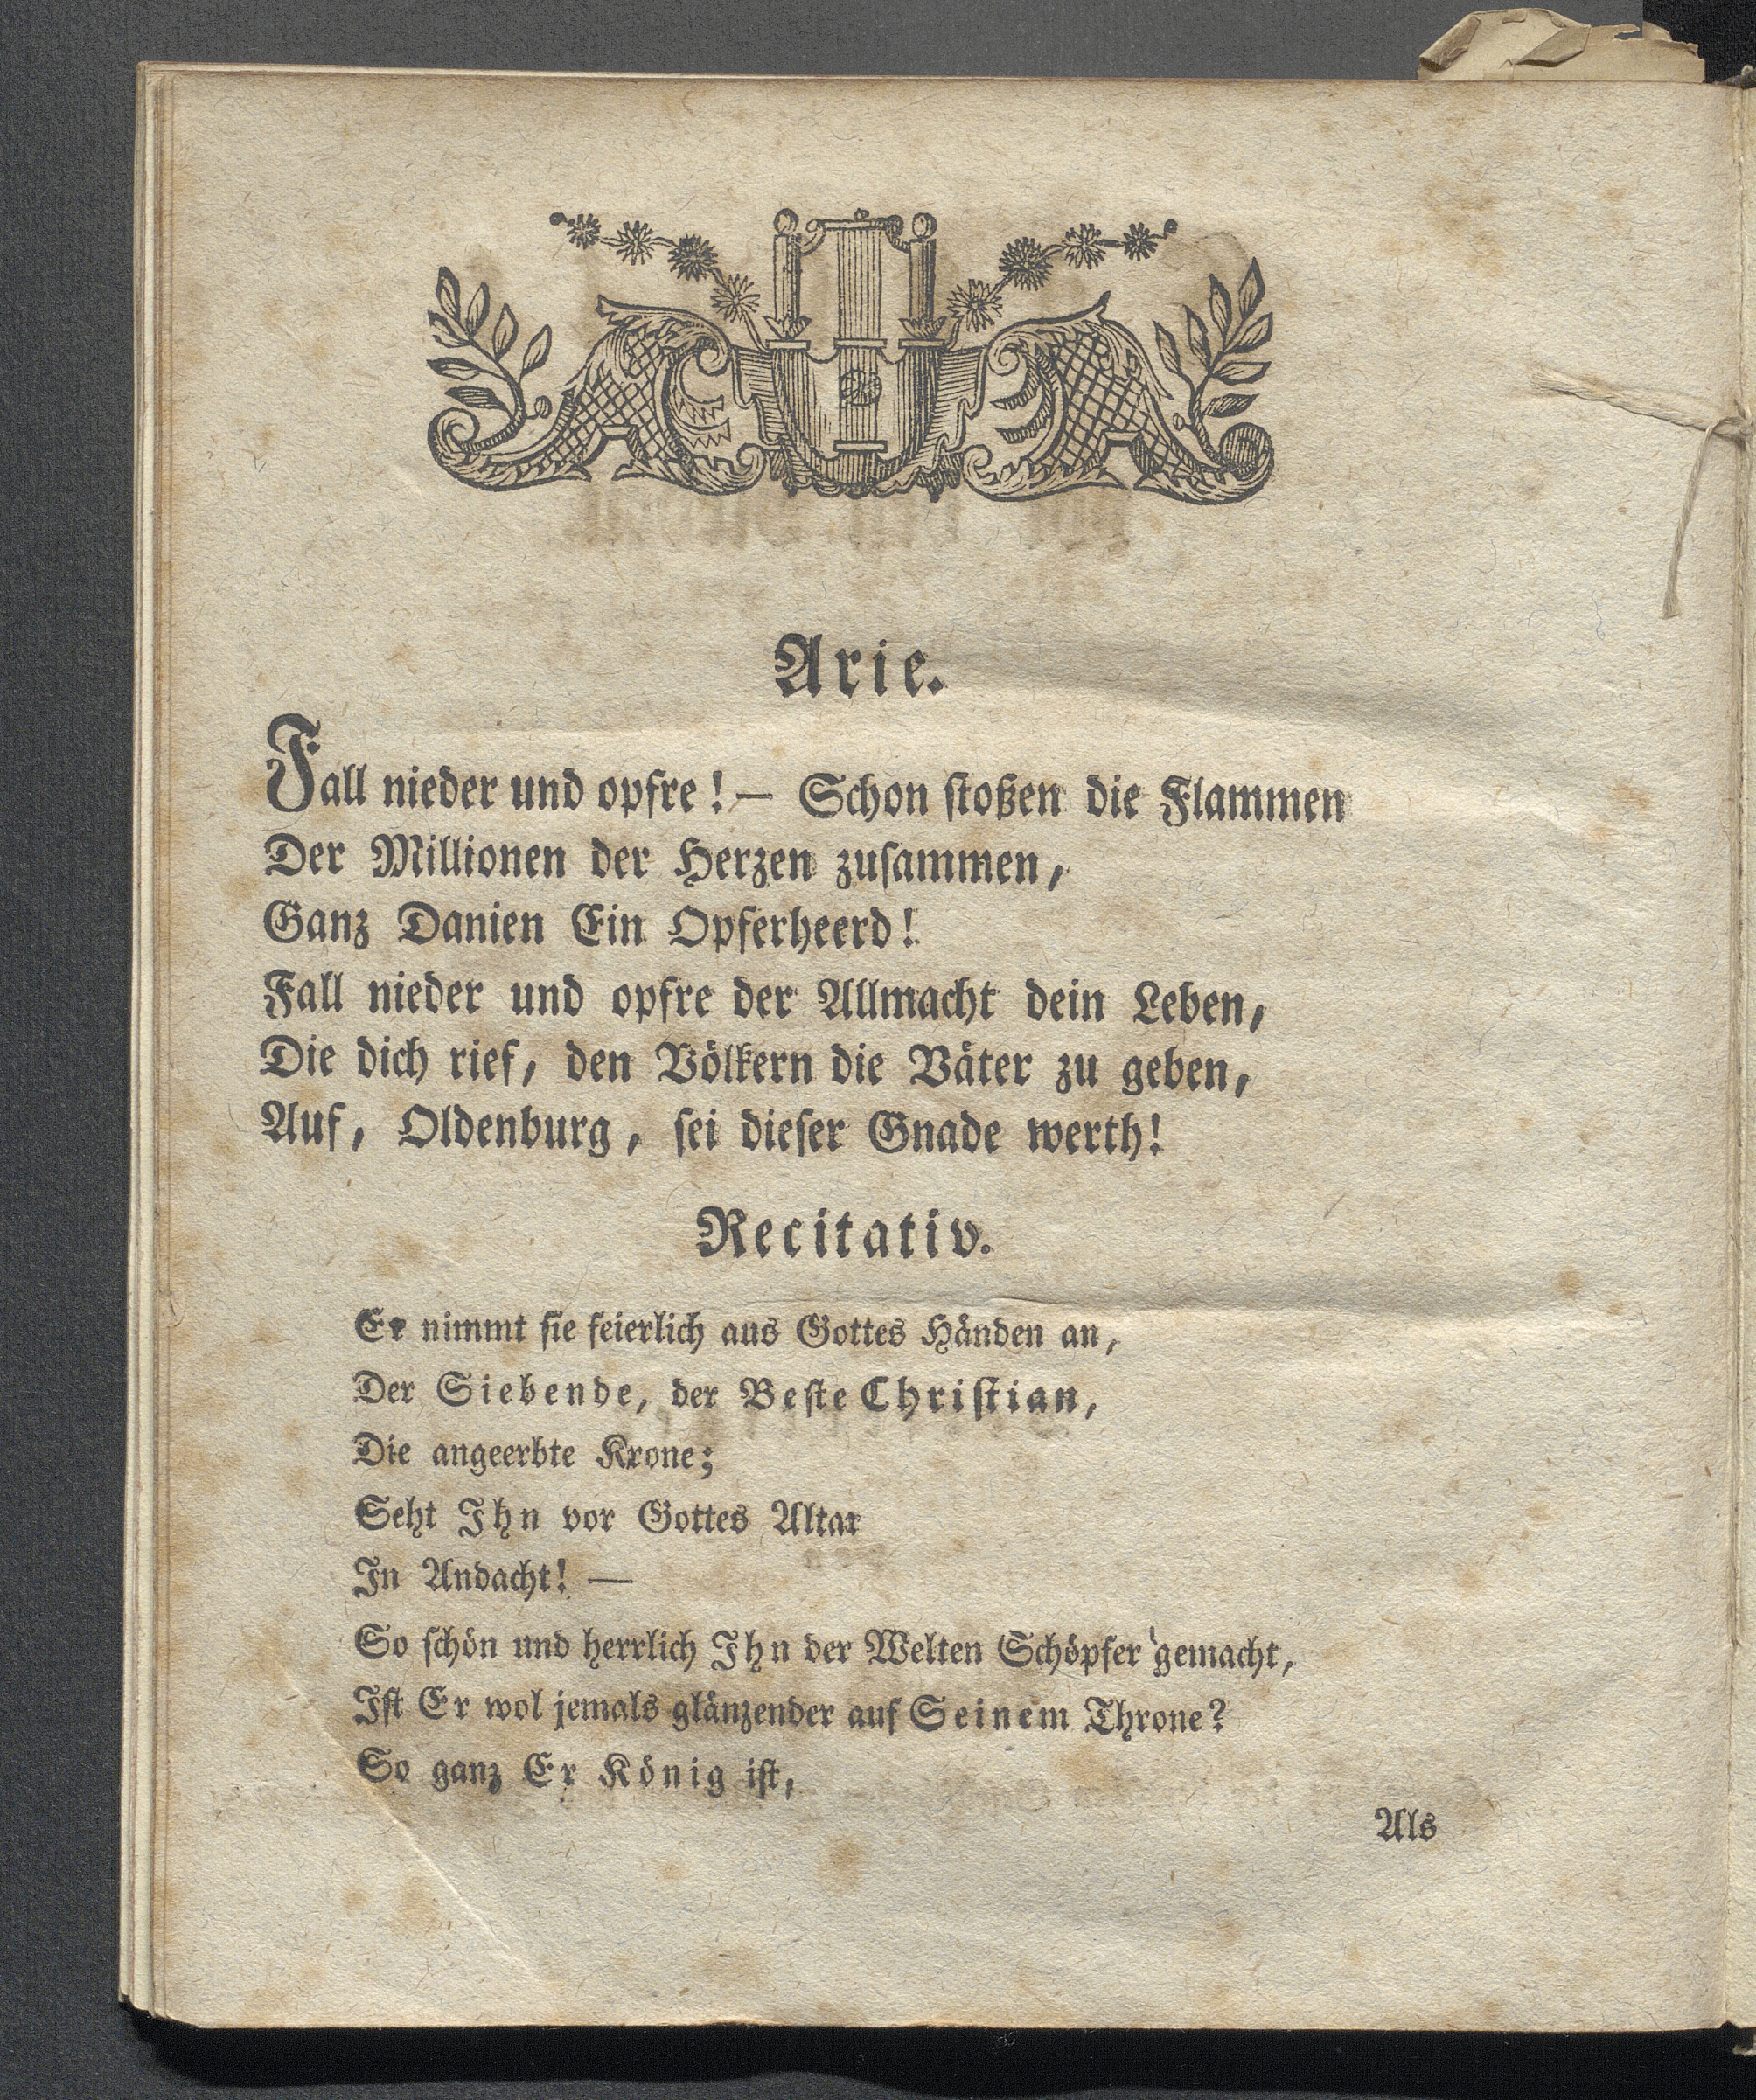 Arie.
Fall nieder und opfre! — Schon ſtoßen die Flammen
Der Millionen der Herzen zuſammen,
Ganz Danien Ein Opferheerd!
Fall nieder und opfre der Allmacht dein Leben,
Die dich rief, den Völkern die Väter zu geben,
Auf, Oldenburg, ſei dieſer Gnade werth!
Recitativ.
Er nimmt ſie feierlich aus Gottes Händen an,
Der Siebende, der Beſte Chriſtian,
Die angeerbte Krone;
Seht Ihn vor Gottes Altar
In Andacht! —
So ſchön und herrlich Ihn der Welten Schöpfer gemacht,
Iſt Er wol jemals glänzender auf Seinem Throne?
So ganz Er König iſt,
Als